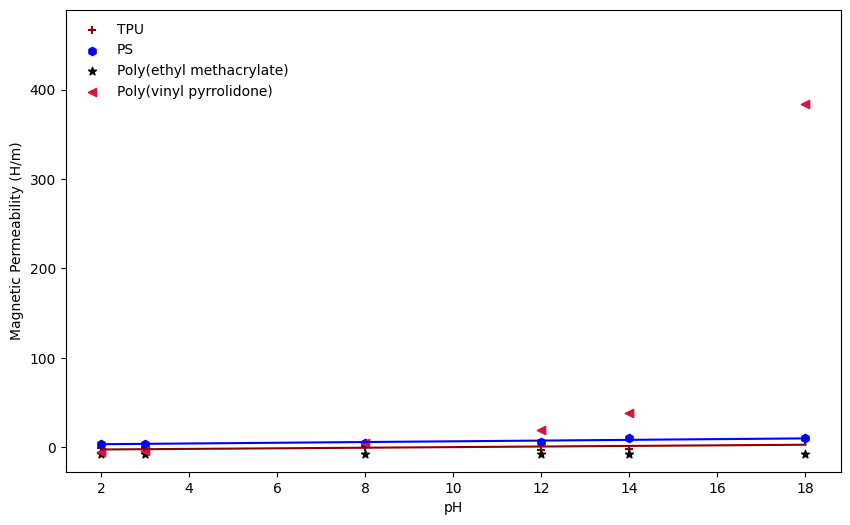 TPU
PS
Poly(ethyl methacrylate)
Poly(vinyl pyrrolidone)
Magnetic Permeability (H/m)
400
300
200
100
0
2 4 6 8 10 12 14 16 18
pH